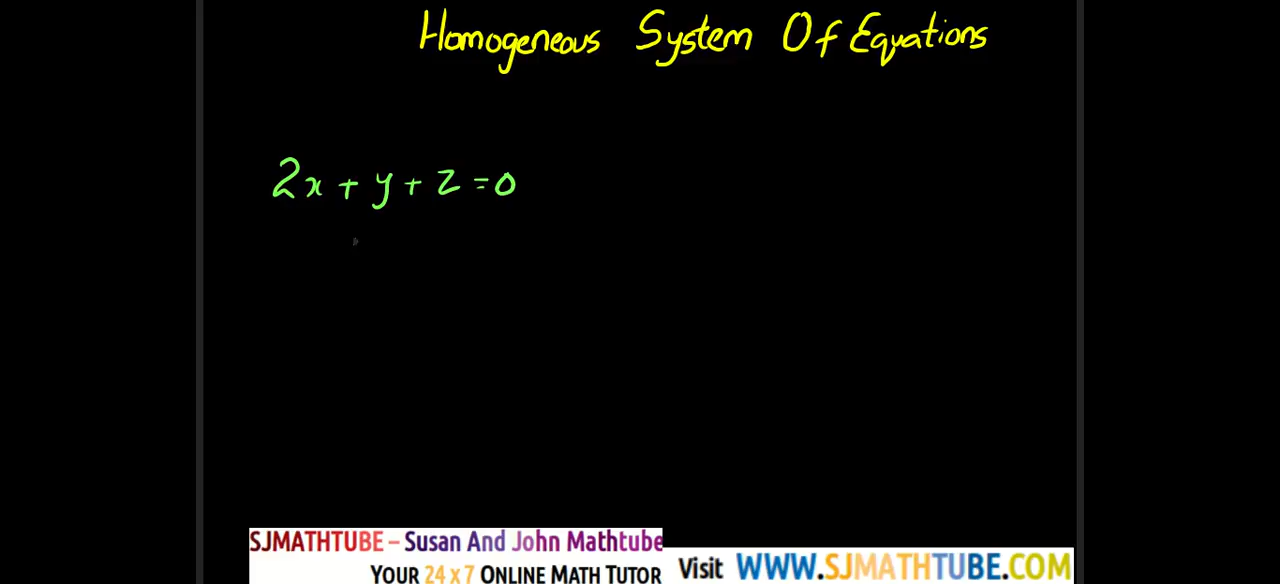 Homogeneous System Of Equations
2x + y + z = 0
SJMATHTUBE – Susan And John Mathtube
YOUR 24 x 7 ONLINE MATH TUTOR
Visit WWW.SJMATHTUBE.COM